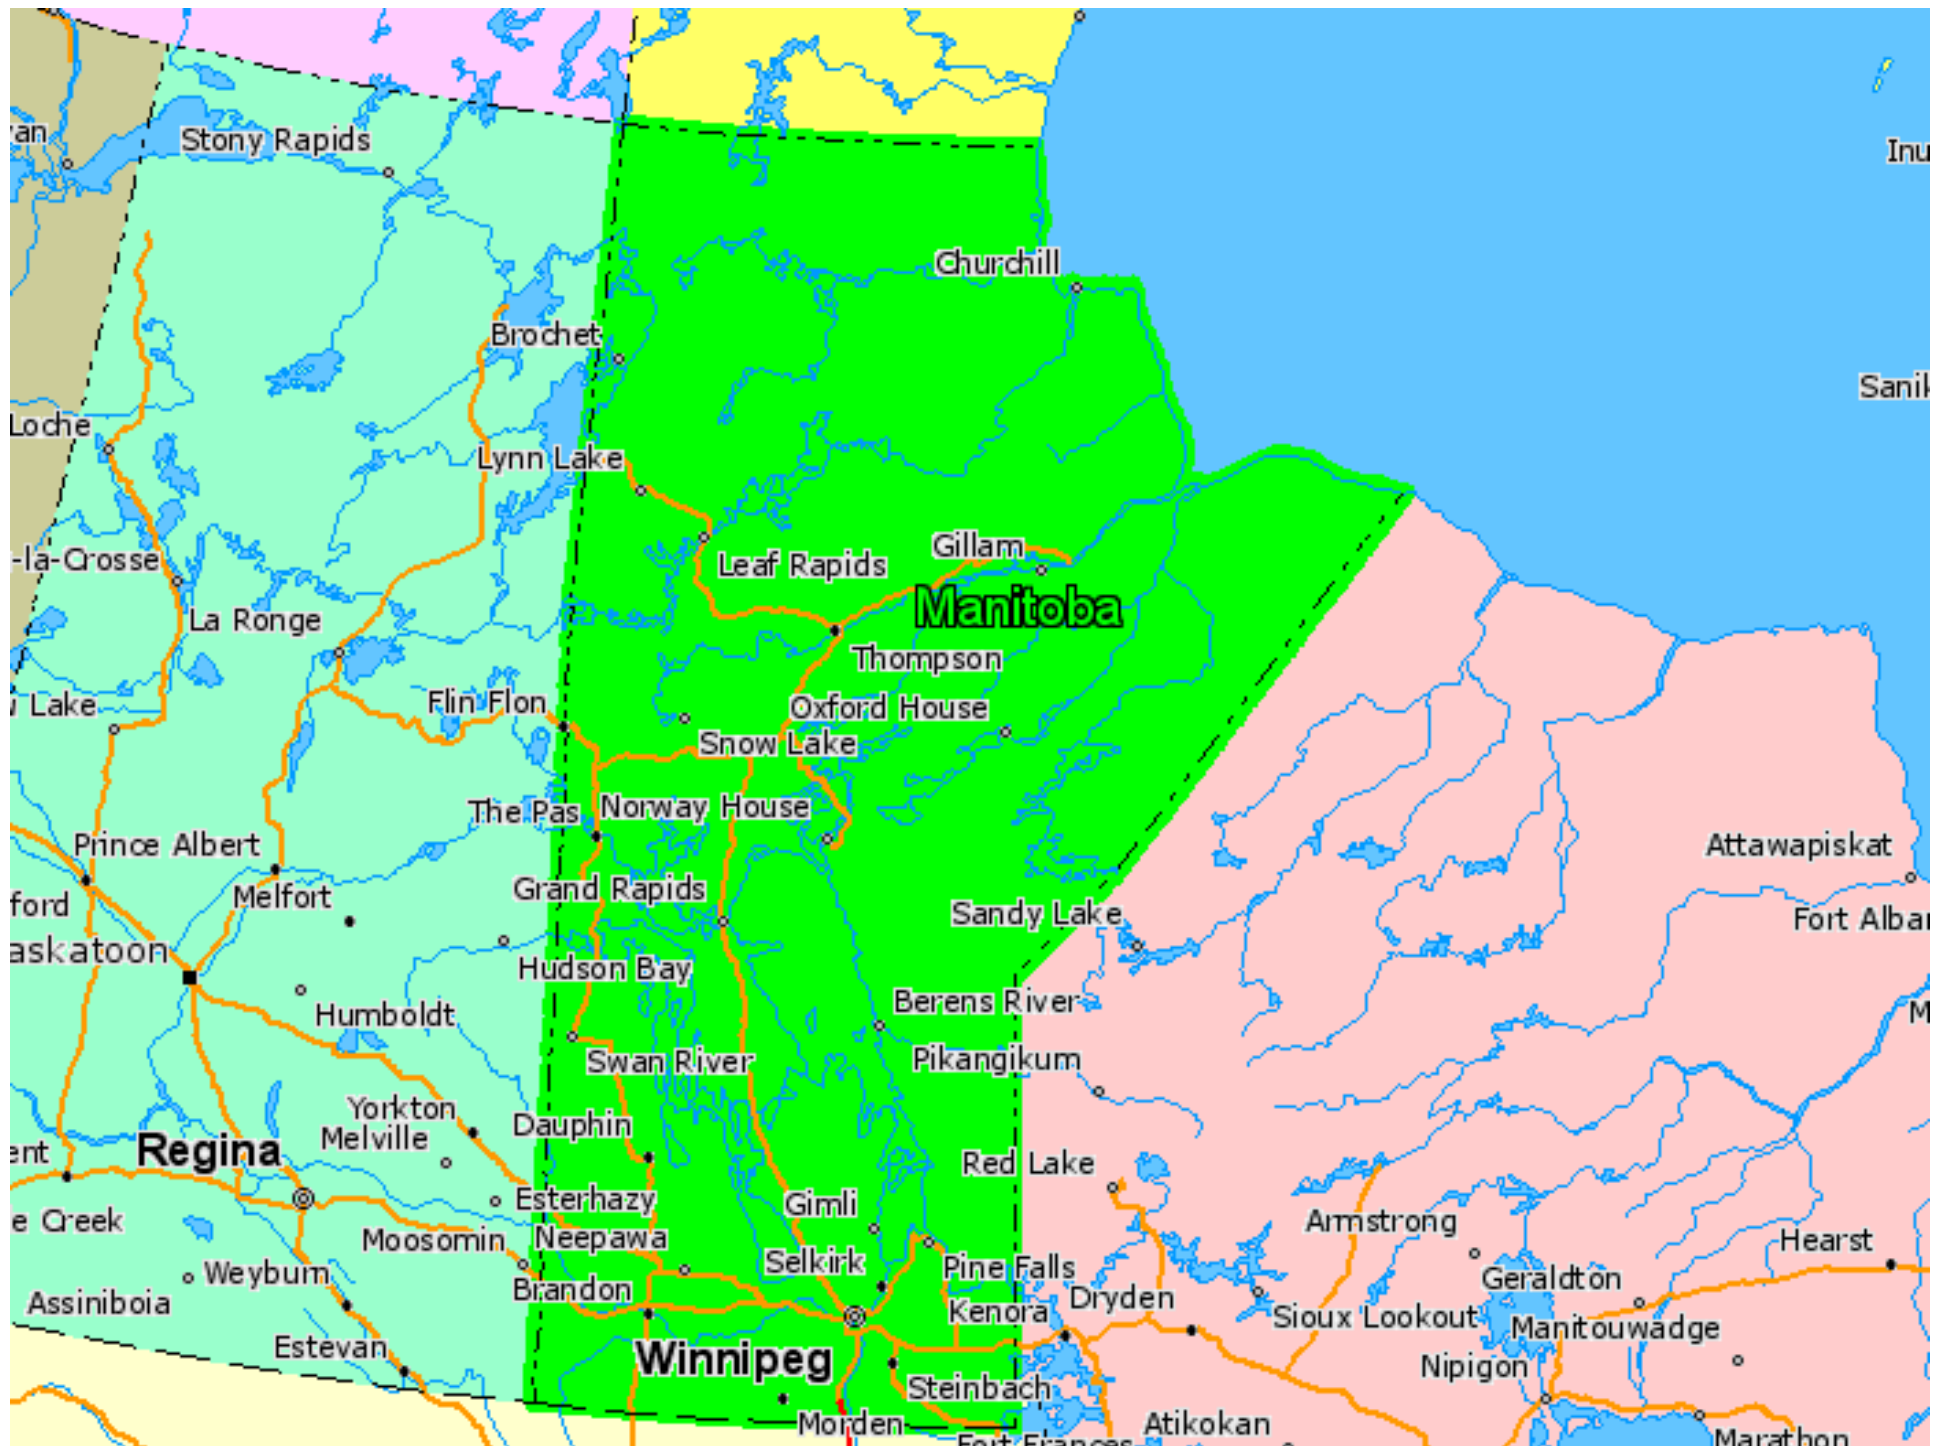 van
Stony Rapids
Inu
Churchill
Brochet
Sanik
Loche
Lynn Lake
Gillam
-la-Crosse
Leaf Rapids
Manitoba
La Ronge
Thompson
Flin Flon
Lake
Oxford House
Snow Lake
The Pas
Norway House
Prince Albert
Attawapiskat
Grand Rapids
Melfort
ford
Sandy Lake
Fort Alban
askatoon
Hudson Bay
Berens River
Humboldt
M
Swan River
Pikangikum
Yorkton
Dauphin
Melville
Regina
ent
Red Lake
Esterhazy
Gimli
e Creek
Armstrong
Moosomin
Neepawa
Hearst
Selkirk
Pine Falls
Weyburn
Brandon
Geraldton
Assiniboia
Dryden
Kenora
Sioux Lookout
Manitouwadge
Estevan
Winnipeg
Nipigon
Steinbach
Morden
Atikokan
Fort Frances
Marathon